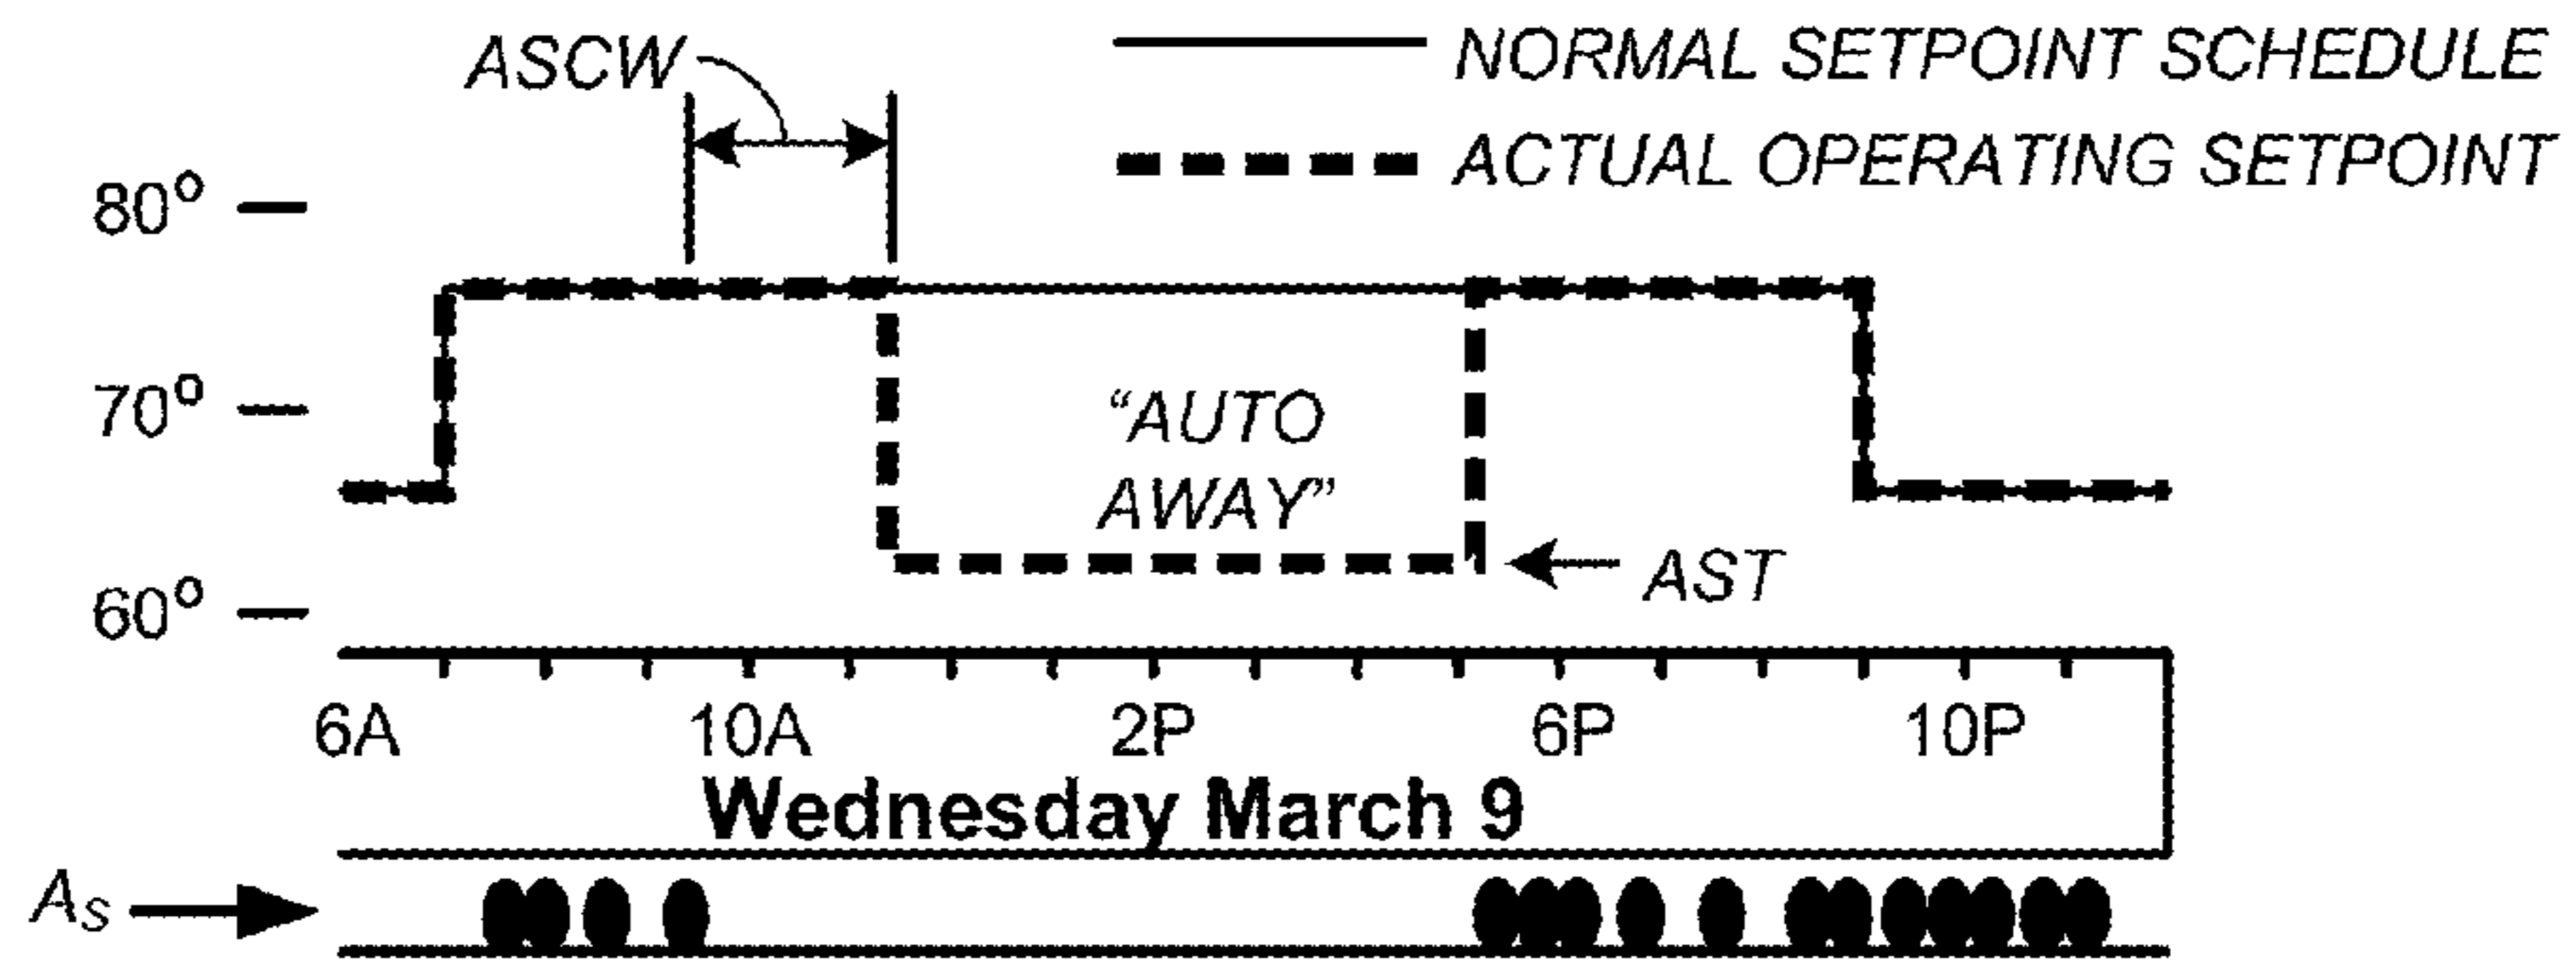 ASCW
NORMAL SETPOINT SCHEDULE
ACTUAL OPERATING SETPOINT
80°
70°
60°
“AUTO
AWAY”
AST
6A 10A 2P 6P 10P
Wednesday March 9
As